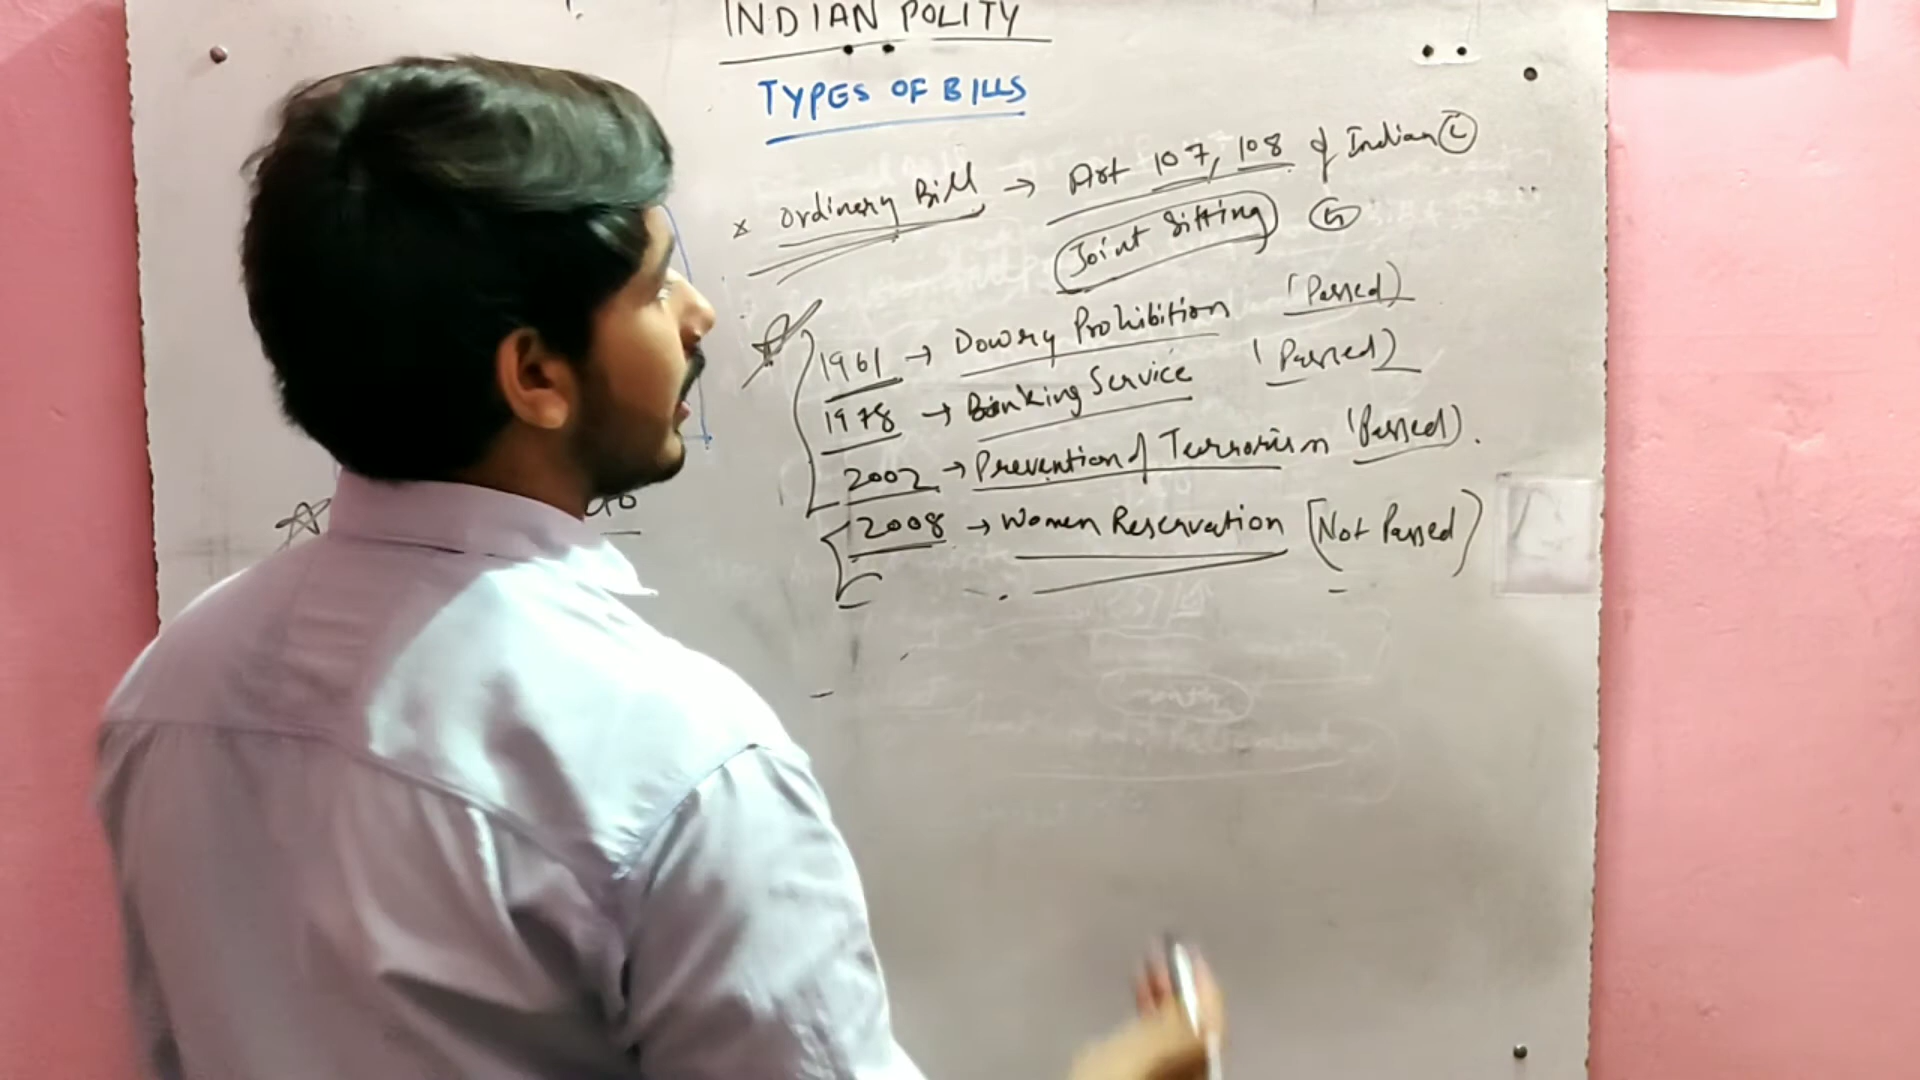 INDIAN POLITY
TYPES OF BILLS
× Ordinery Bill → Art 107, 108 of Indian C
Joint Sitting
1961 → Dowry Prohibition (Passed)
1978 → Banking Service (Passed)
2002 → Prevention of Terrorism (Passed).
2008 → Women Reservation [Not Passed]